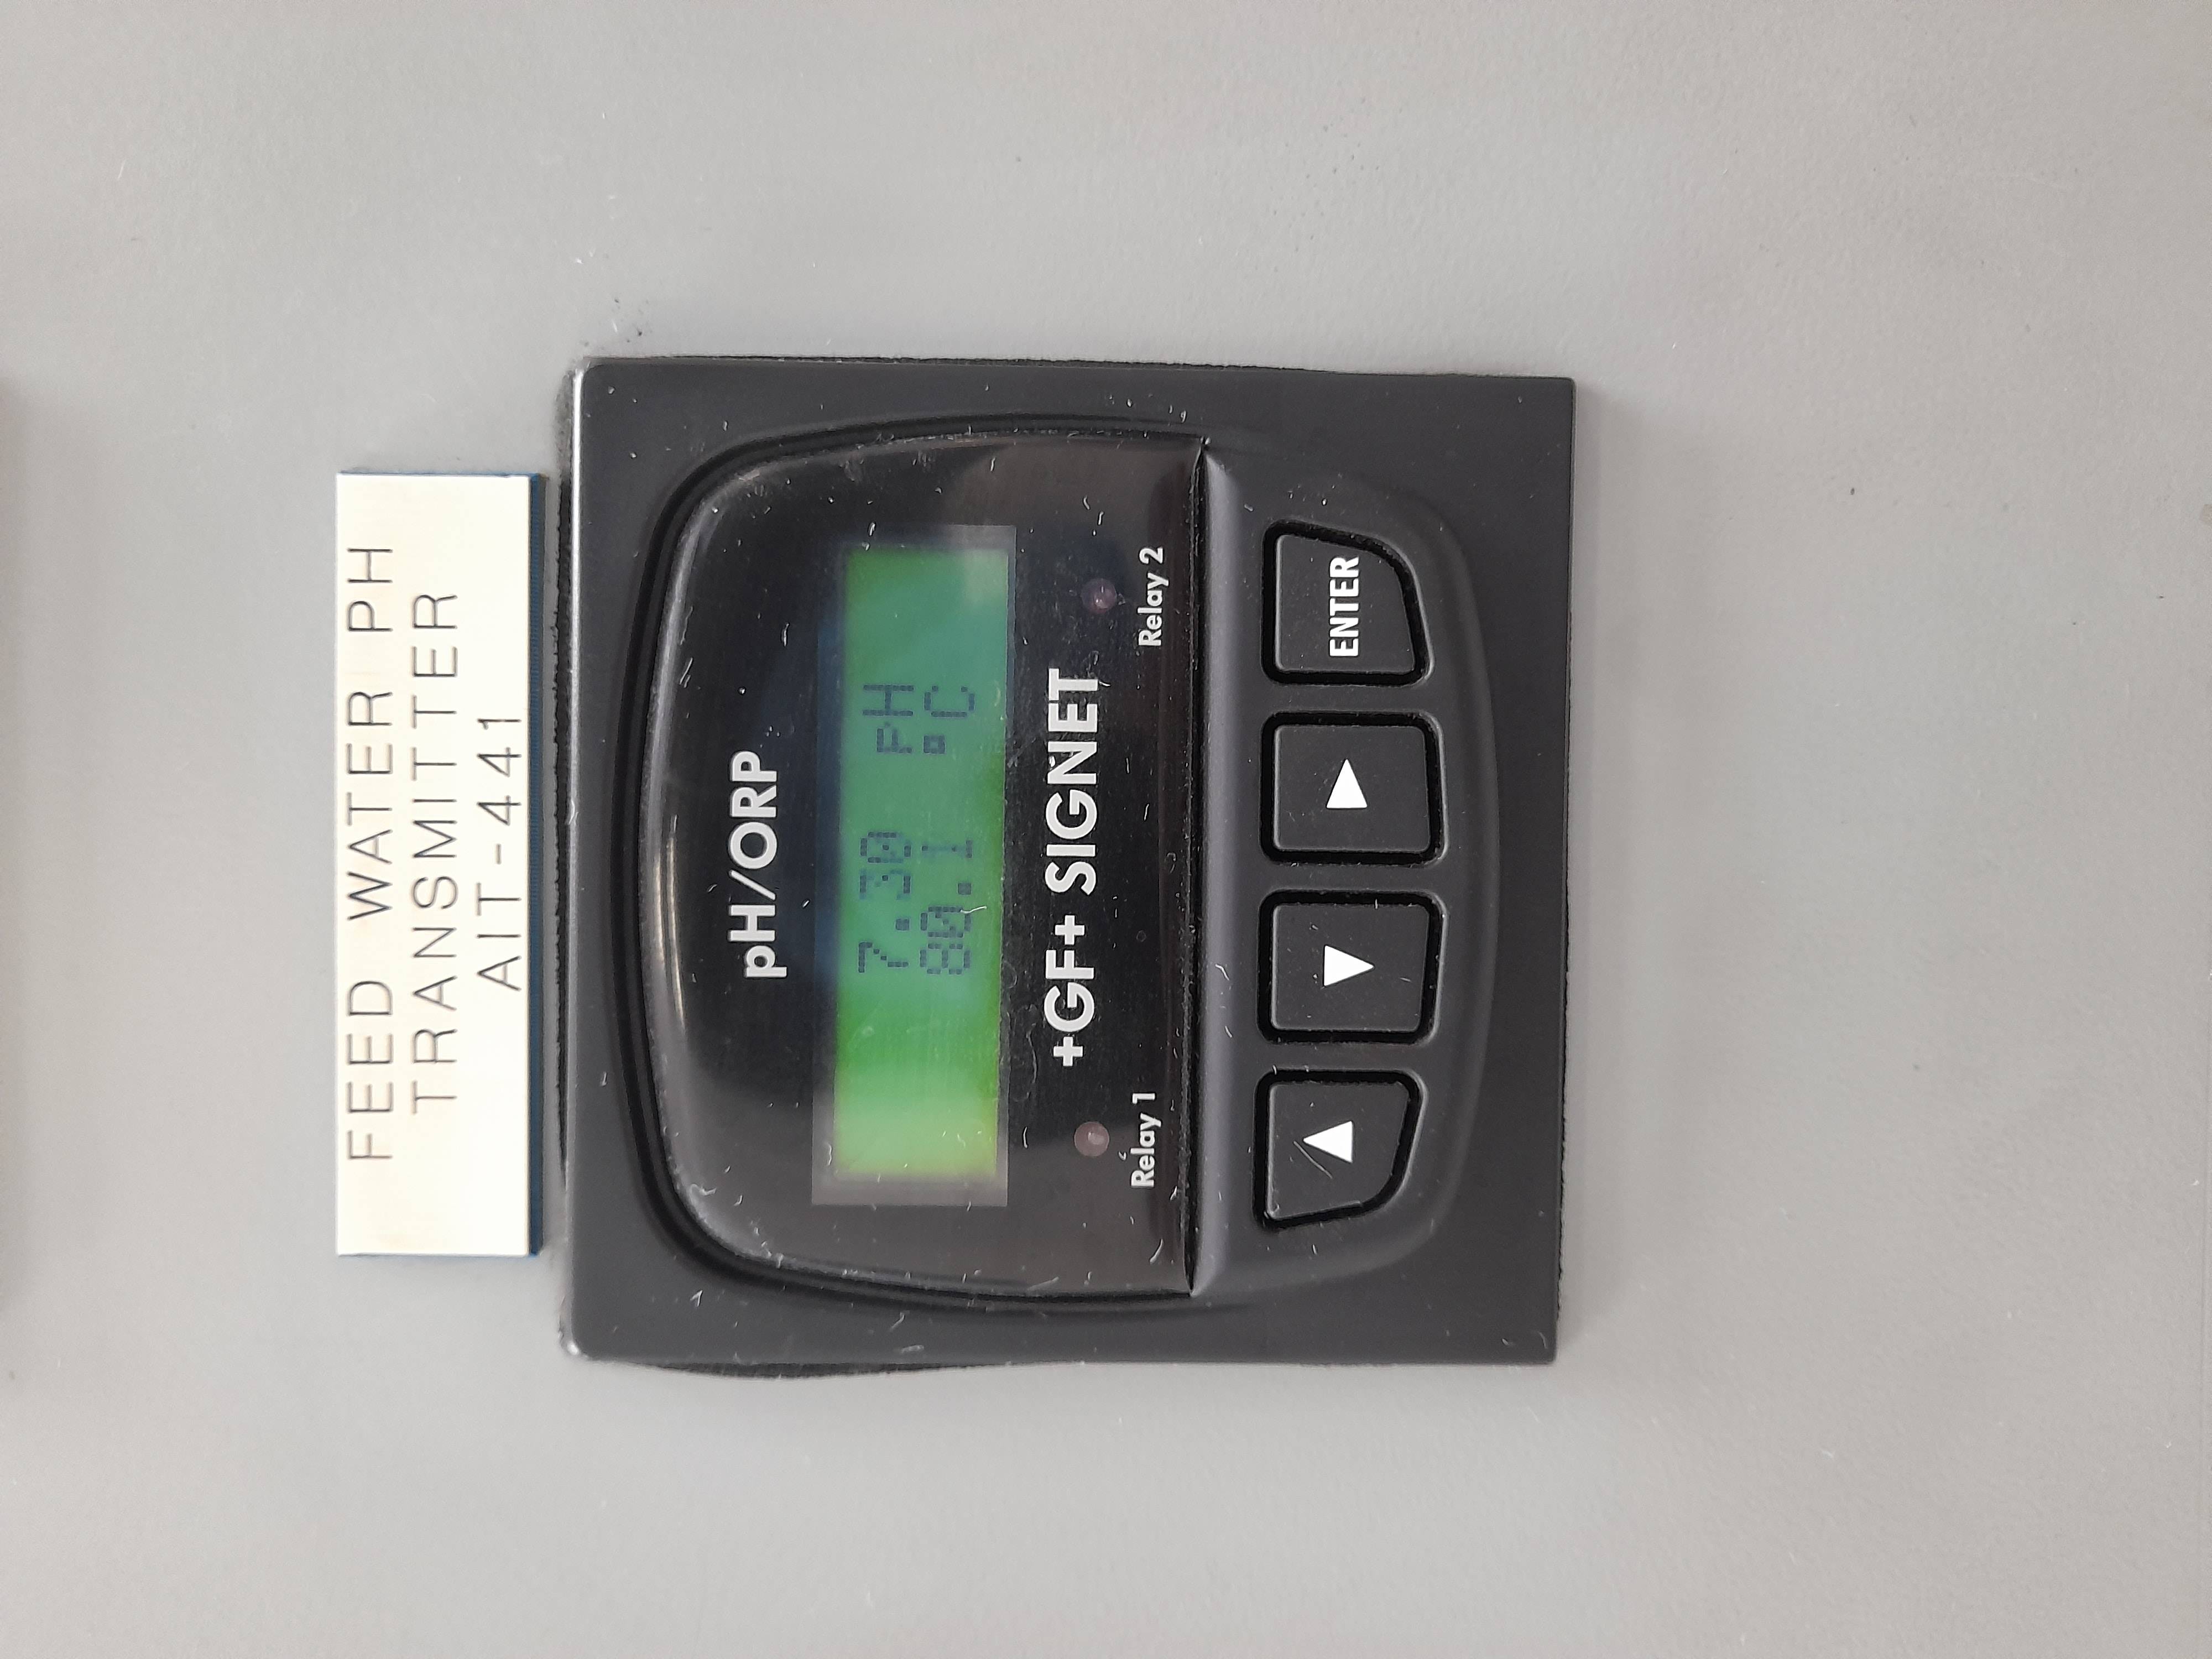 FEED WATER PH
TRANSMITTER
AIT-441
pH/ORP
7.30 PH
80.1 °C
+GF+ SIGNET
Relay 1
Relay 2
ENTER